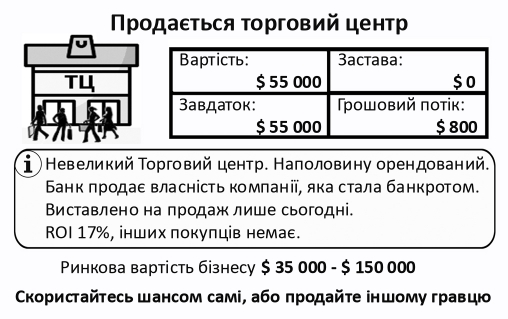 Продається торговий центр
ТЦ
Вартість:
$ 55 000
Застава:
$ 0
Завдаток:
$ 55 000
Грошовий потік:
$ 800
i Невеликий Торговий центр. Наполовину орендований.
Банк продає власність компанії, яка стала банкротом.
Виставлено на продаж лише сьогодні.
ROI 17%, інших покупців немає.
Ринкова вартість бізнесу $ 35 000 - $ 150 000
Скористайтесь шансом самі, або продайте іншому гравцю